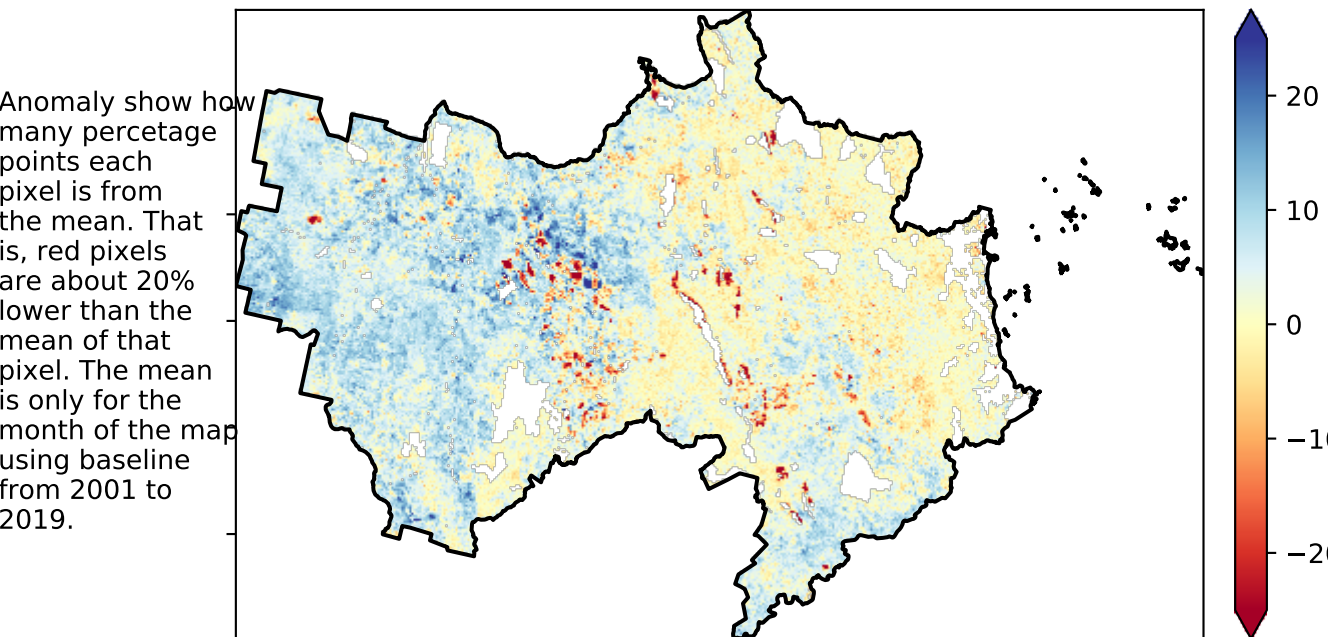 Anomaly show how
many percetage
points each
pixel is from
the mean. That
is, red pixels
are about 20%
lower than the
mean of that
pixel. The mean
is only for the
month of the map
using baseline
from 2001 to
2019.
20
10
0
−10
−20